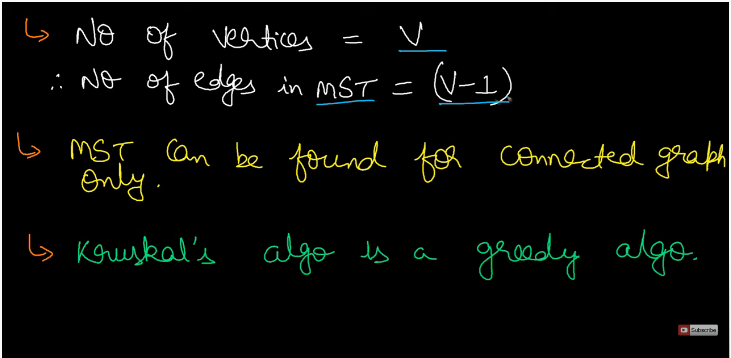 ↳ No of vertices = V
∴ No of edges in MST = (V-1)
↳ MST can be found for connected graph
only.
↳ Kruskal's algo is a greedy algo.
Subscribe